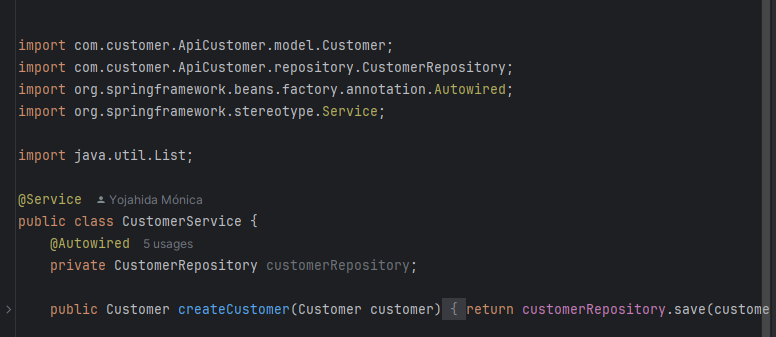 import com.customer.ApiCustomer.model.Customer;
import com.customer.ApiCustomer.repository.CustomerRepository;
import org.springframework.beans.factory.annotation.Autowired;
import org.springframework.stereotype.Service;
import java.util.List;
@Service Yojahida Mónica
public class CustomerService {
@Autowired 5 usages
private CustomerRepository customerRepository;
public Customer createCustomer(Customer customer) { return customerRepository.save(custome